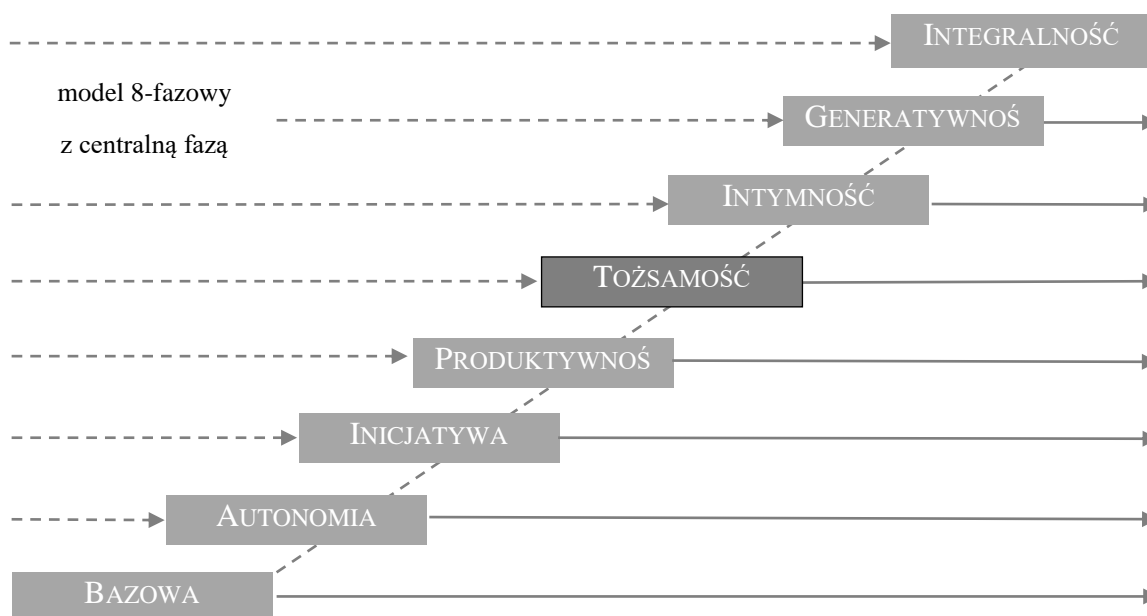 INTEGRALNOŚĆ
model 8-fazowy
z centralną fazą
GENERATYWNOŚ
INTYMNOŚĆ
TOŻSAMOŚĆ
PRODUKTYWNOŚ
INICJATYWA
AUTONOMIA
BAZOWA